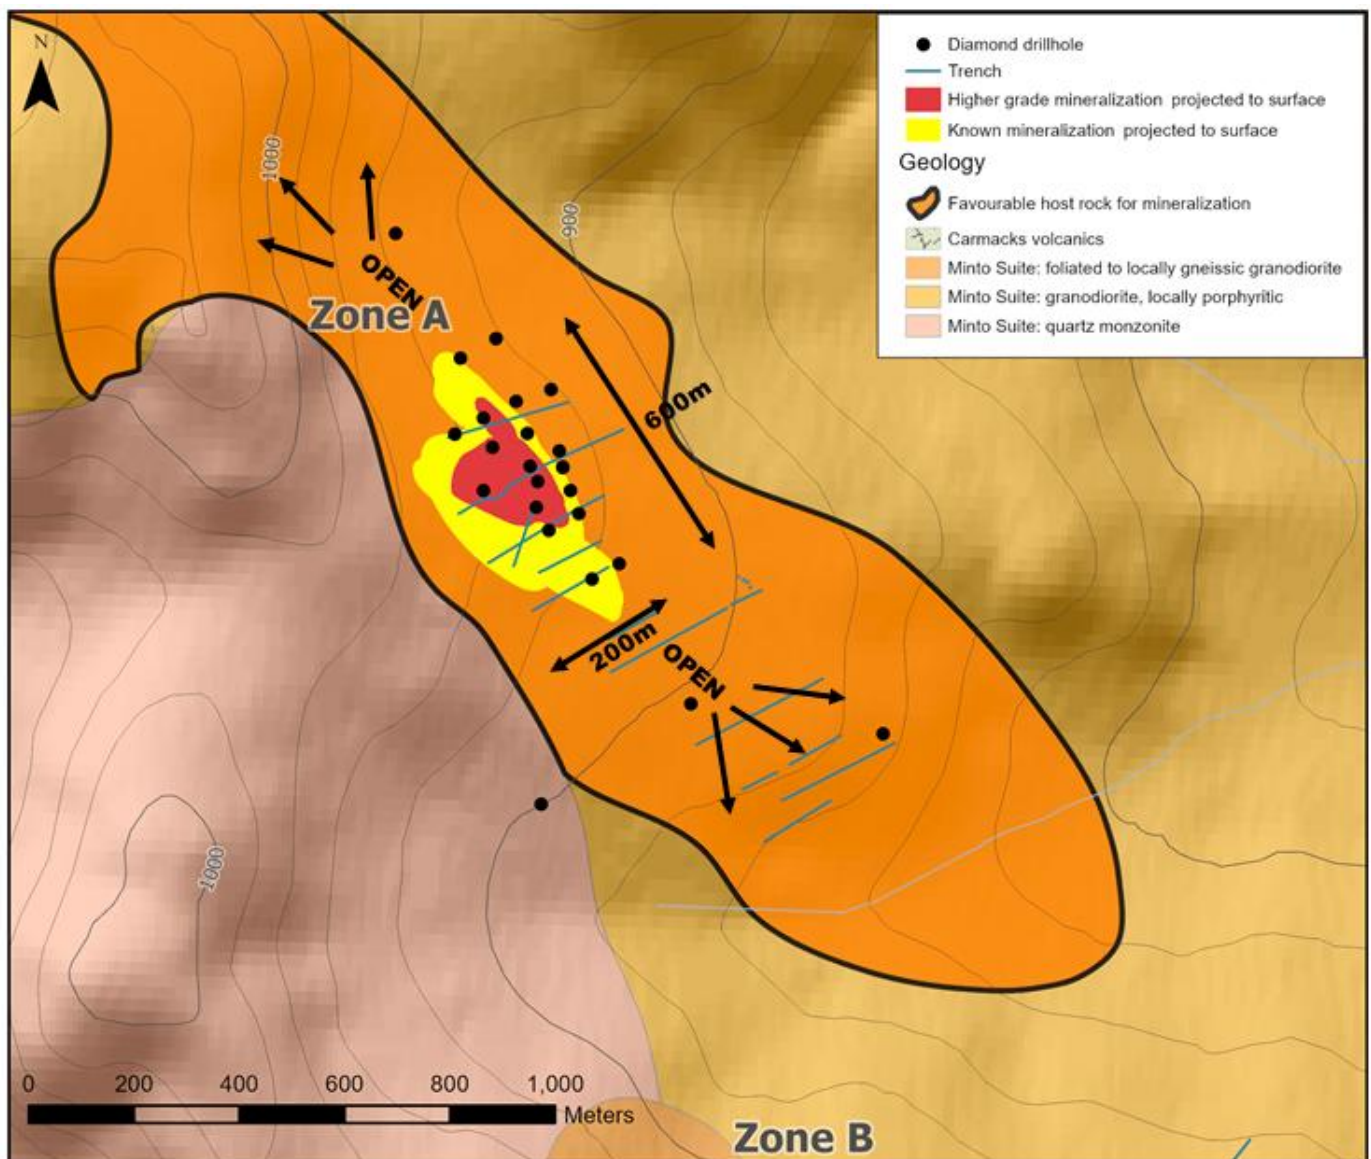 N
Diamond drillhole
Trench
Higher grade mineralization projected to surface
Known mineralization projected to surface
Geology
Favourable host rock for mineralization
Carmacks volcanics
Minto Suite: foliated to locally gneissic granodiorite
Minto Suite: granodiorite, locally porphyritic
Minto Suite: quartz monzonite
1000
900
OPEN
Zone A
600m
200m
OPEN
1000
0 200 400 600 800 1,000
Meters
Zone B